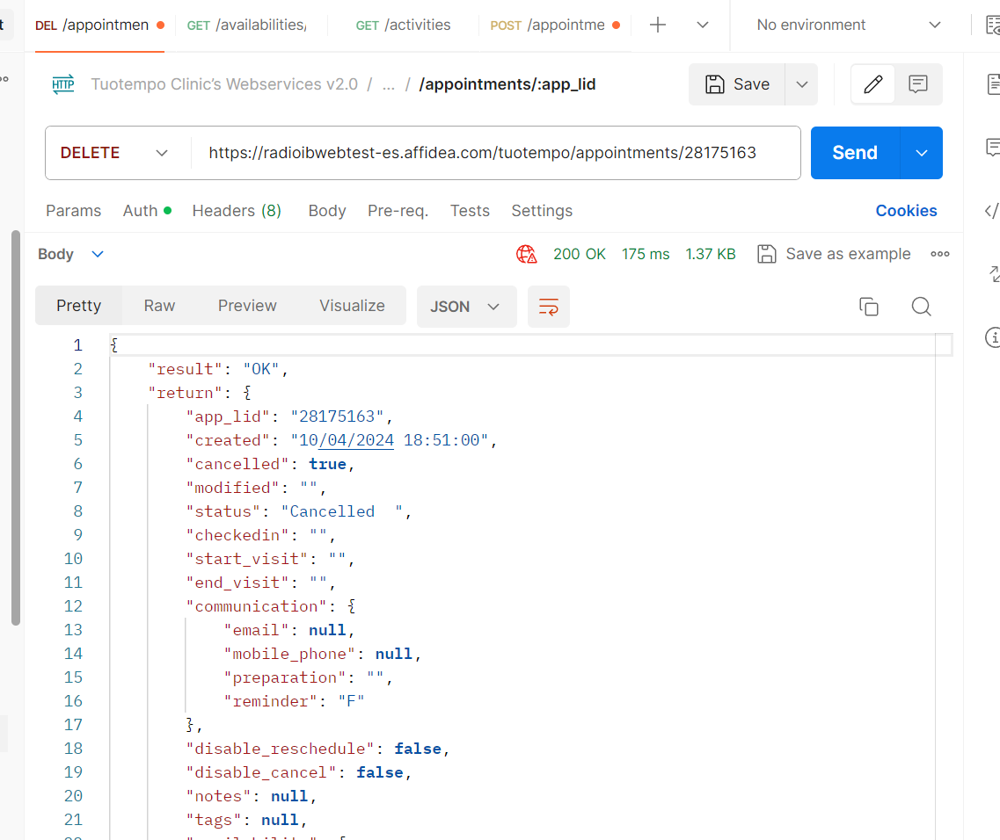 t DEL /appointmen GET /availabilities/ GET /activities POST /appointme No environment
HTTP Tuotempo Clinic's Webservices v2.0 / ... / /appointments/:app_lid Save
DELETE https://radioibwebtest-es.affidea.com/tuotempo/appointments/28175163 Send
Params Auth Headers (8) Body Pre-req. Tests Settings Cookies
Body 200 OK 175 ms 1.37 KB Save as example
Pretty Raw Preview Visualize JSON
1 {
2 "result": "OK",
3 "return": {
4 "app_lid": "28175163",
5 "created": "10/04/2024 18:51:00",
6 "cancelled": true,
7 "modified": "",
8 "status": "Cancelled  ",
9 "checkedin": "",
10 "start_visit": "",
11 "end_visit": "",
12 "communication": {
13 "email": null,
14 "mobile_phone": null,
15 "preparation": "",
16 "reminder": "F"
17 },
18 "disable_reschedule": false,
19 "disable_cancel": false,
20 "notes": null,
21 "tags": null,